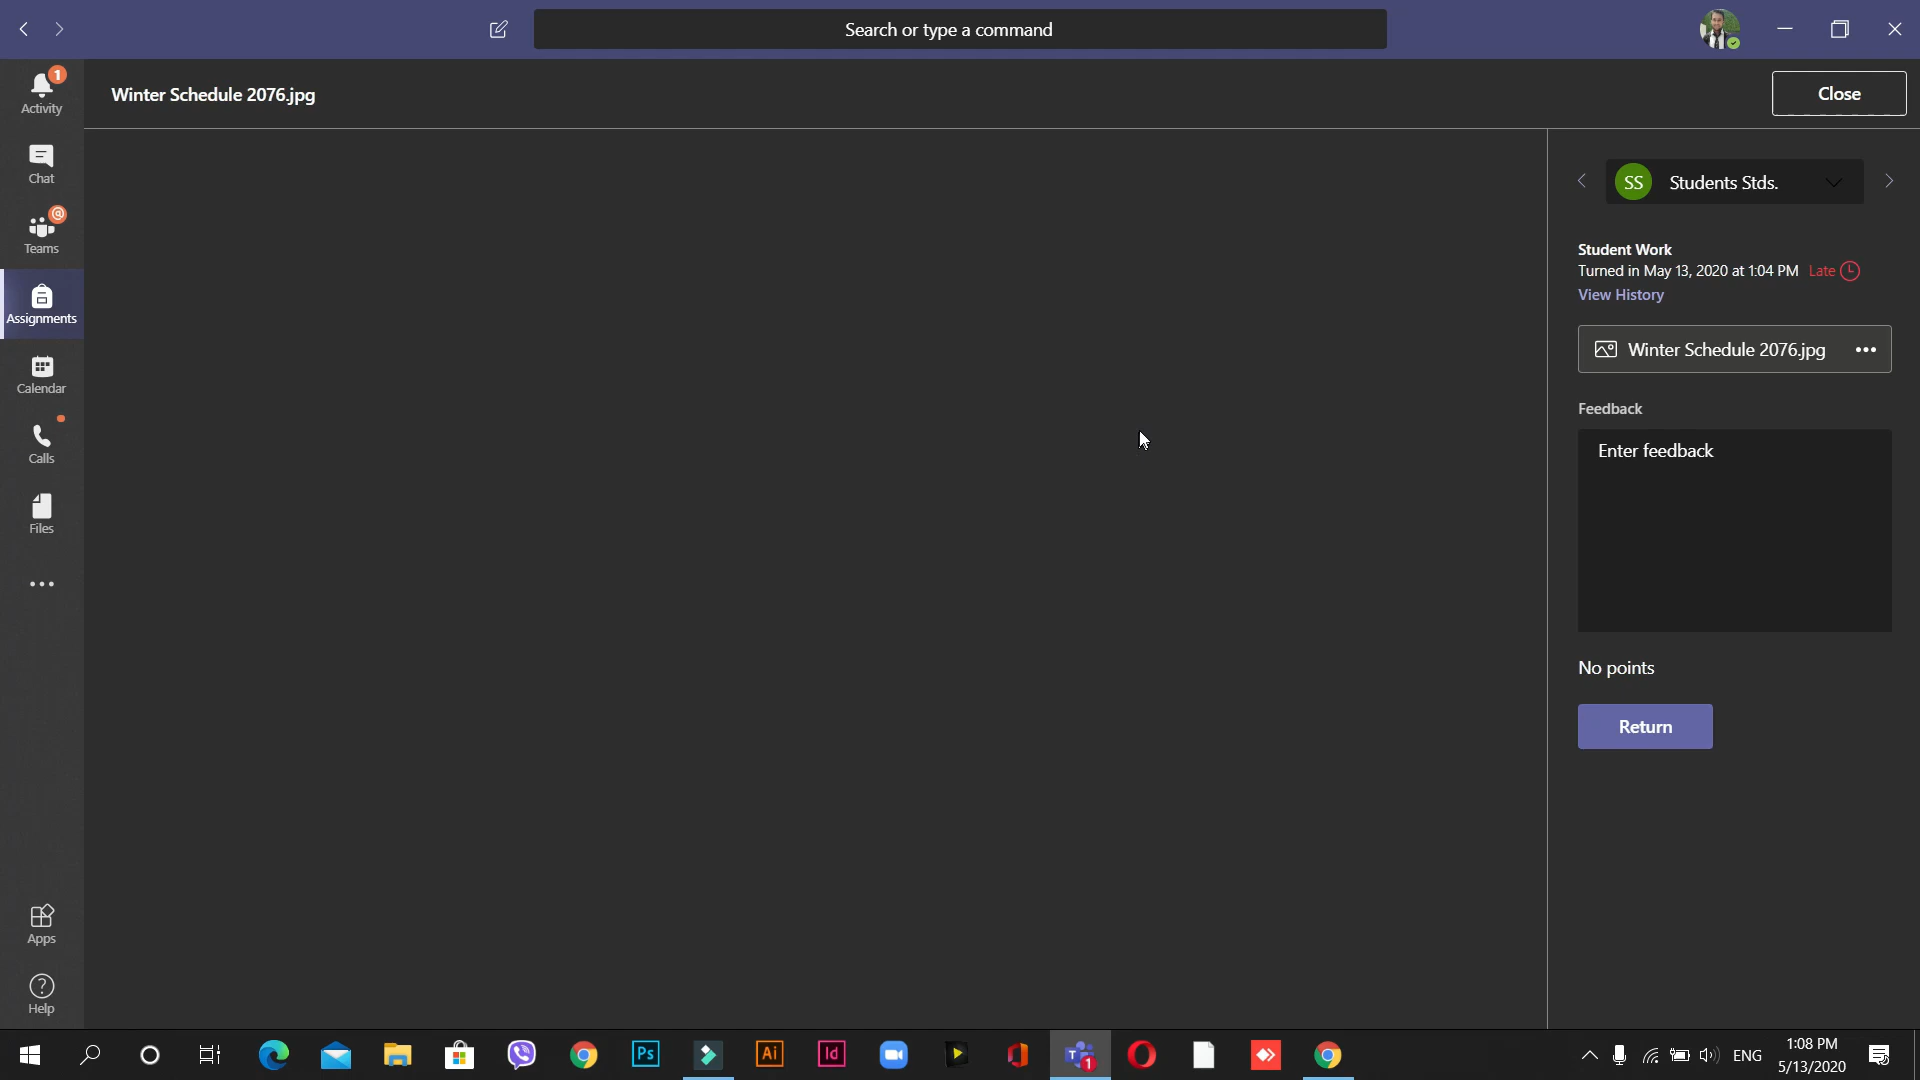 Search or type a command
1
Activity
Chat
@
Teams
Assignments
Calendar
Calls
Files
Apps
Help
Winter Schedule 2076.jpg
Close
SS Students Stds.
Student Work
Turned in May 13, 2020 at 1:04 PM Late
View History
Winter Schedule 2076.jpg
Feedback
Enter feedback
No points
Return
Ps
Ai
Id
T
1
ENG
1:08 PM
5/13/2020